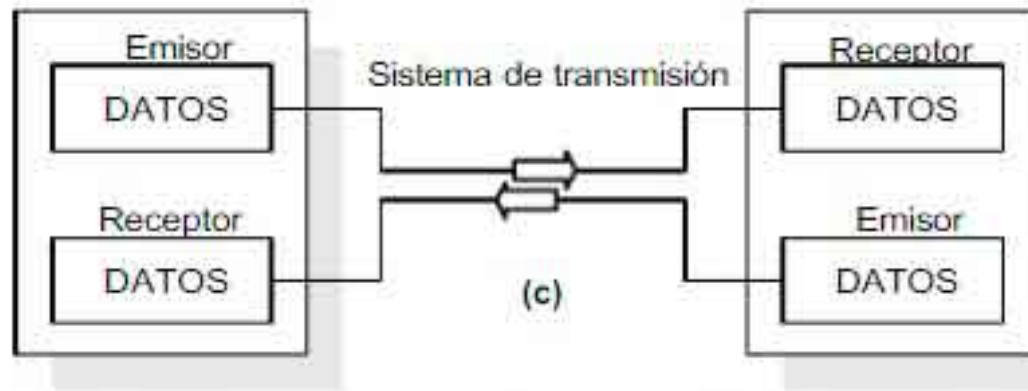 Emisor
DATOS
Receptor
DATOS
Sistema de transmisión
(c)
Receptor
DATOS
Emisor
DATOS